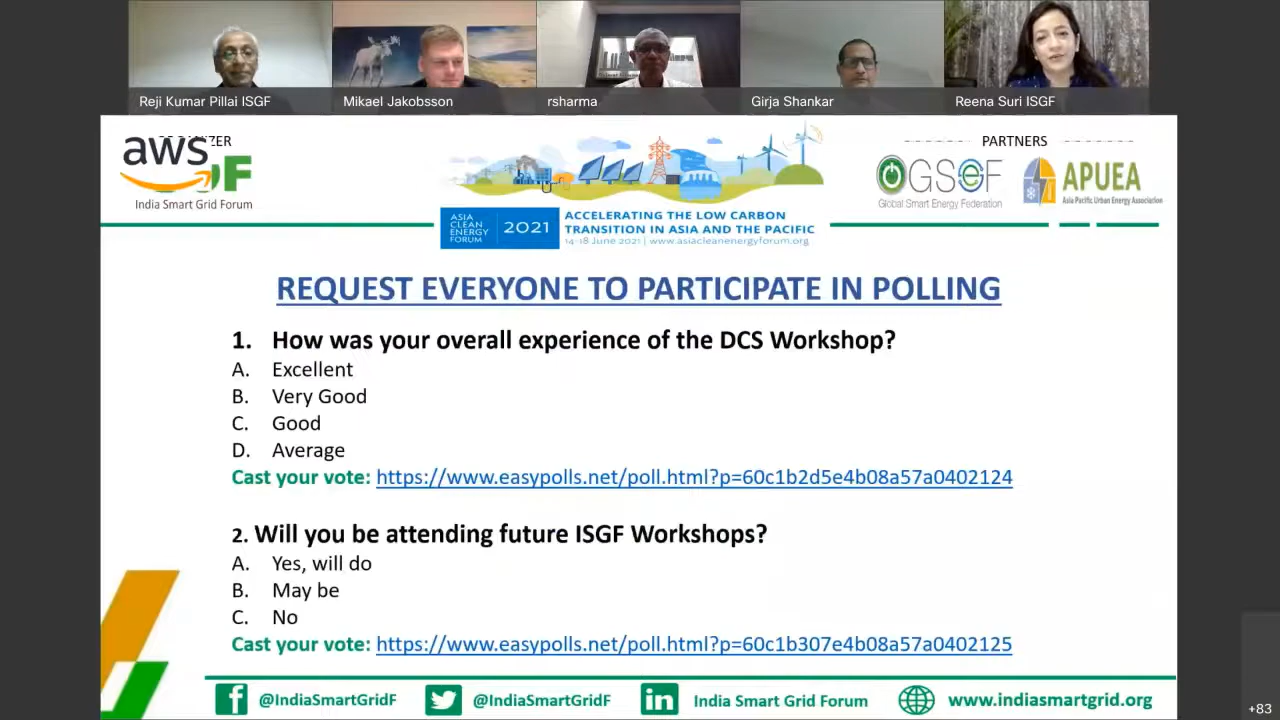 Reji Kumar Pillai ISGF
Mikael Jakobsson
rsharma
Girja Shankar
Reena Suri ISGF
aws
India Smart Grid Forum
PARTNERS
GSEF
Global Smart Energy Federation
APUEA
Asia Pacific Urban Energy Association
ASIA
CLEAN
ENERGY
FORUM
2021
ACCELERATING THE LOW CARBON
TRANSITION IN ASIA AND THE PACIFIC
14-18 June 2021 | www.asiacleanenergyforum.org
REQUEST EVERYONE TO PARTICIPATE IN POLLING
1. How was your overall experience of the DCS Workshop?
A. Excellent
B. Very Good
C. Good
D. Average
Cast your vote: https://www.easypolls.net/poll.html?p=60c1b2d5e4b08a57a0402124
2. Will you be attending future ISGF Workshops?
A. Yes, will do
B. May be
C. No
Cast your vote: https://www.easypolls.net/poll.html?p=60c1b307e4b08a57a0402125
@IndiaSmartGridF
@IndiaSmartGridF
India Smart Grid Forum
www.indiasmartgrid.org
+83